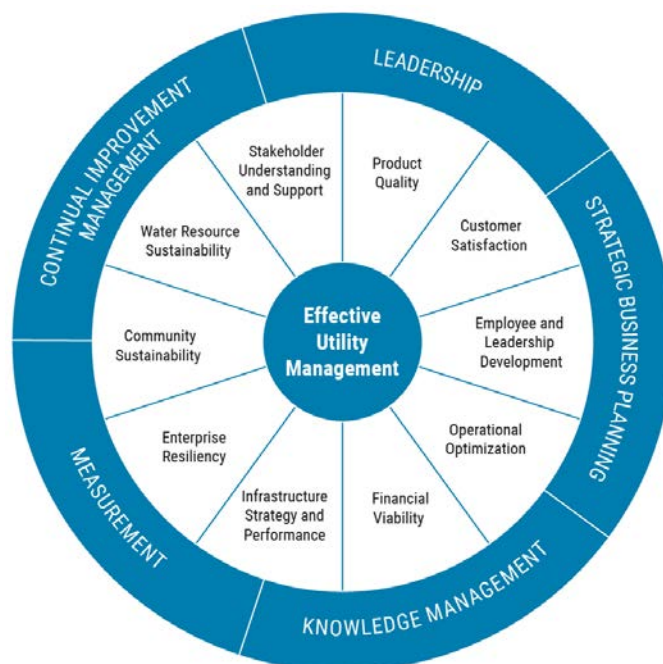 LEADERSHIP
STRATEGIC BUSINESS PLANNING
KNOWLEDGE MANAGEMENT
MEASUREMENT
CONTINUAL IMPROVEMENT
MANAGEMENT
Product
Quality
Customer
Satisfaction
Employee and
Leadership
Development
Operational
Optimization
Financial
Viability
Infrastructure
Strategy and
Performance
Enterprise
Resiliency
Community
Sustainability
Water Resource
Sustainability
Stakeholder
Understanding
and Support
Effective
Utility
Management